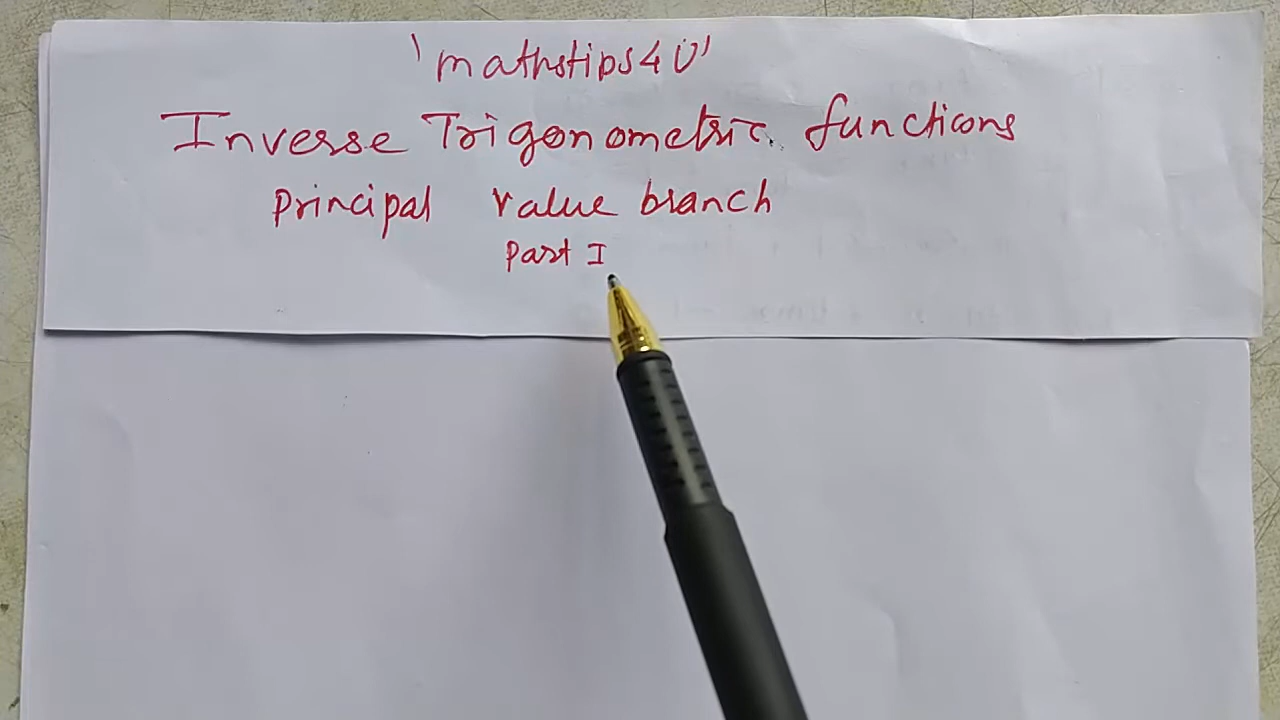 'mathstips4U'
Inverse Trigonometric functions
Principal value branch
Part I